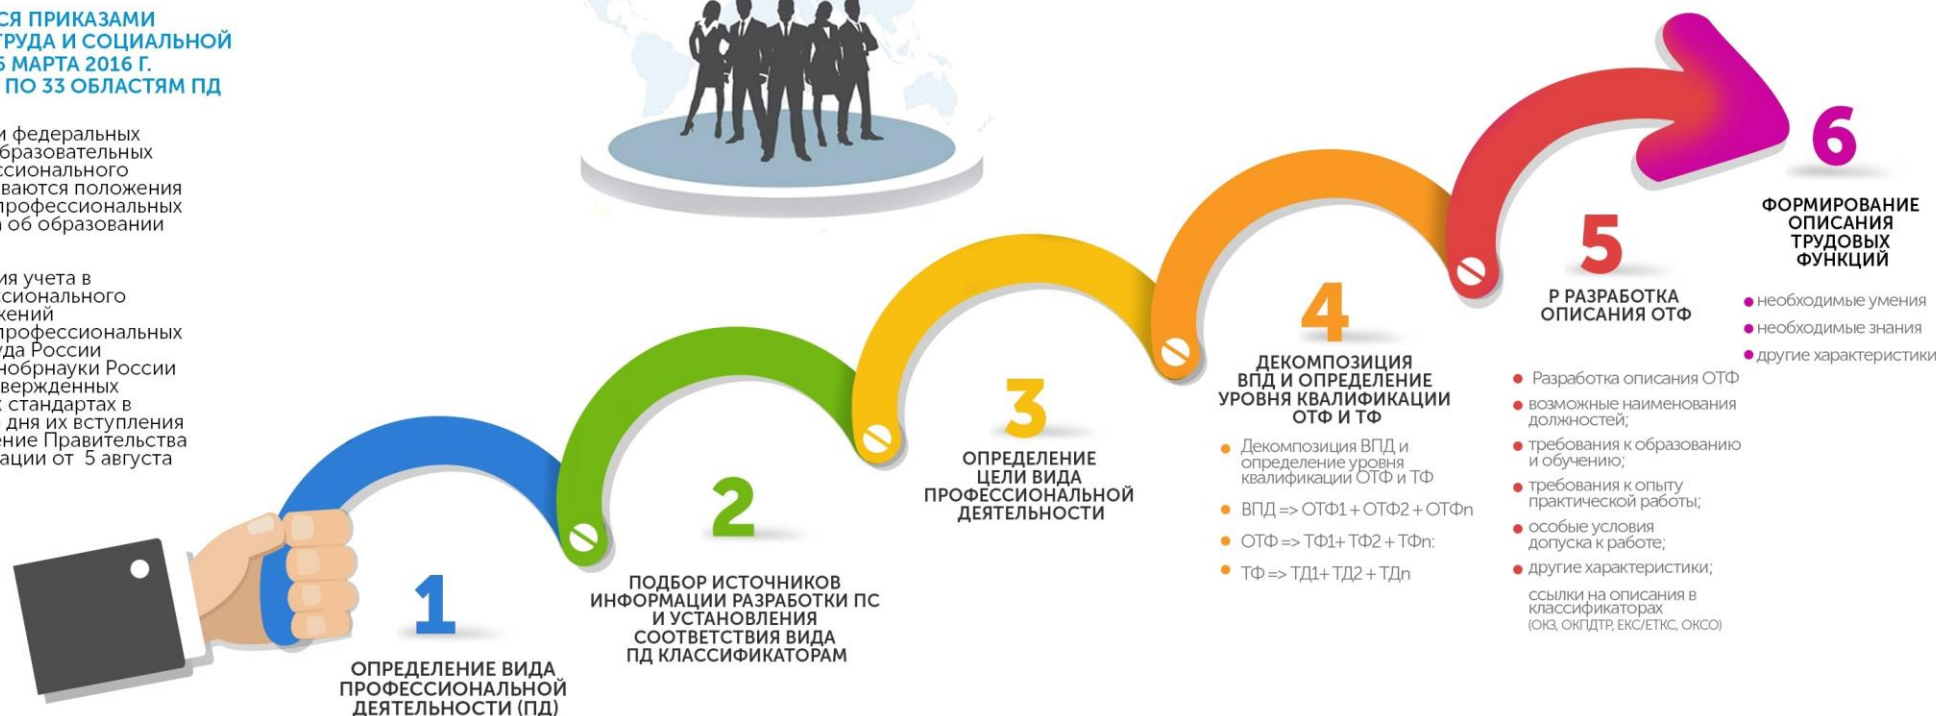 СЯ ПРИКАЗАМИ
ТРУДА И СОЦИАЛЬНОЙ
МАРТА 2016 Г.
ПО 33 ОБЛАСТЯМ ПД
и федеральных
бразовательных
ссионального
ваются положения
профессиональных
об образовании
ия учета в
ссионального
жений
профессиональных
уда России
нобрнауки России
твержденных
х стандартах в
дня их вступления
ение Правительства
ации от 5 августа
1
ОПРЕДЕЛЕНИЕ ВИДА
ПРОФЕССИОНАЛЬНОЙ
ДЕЯТЕЛЬНОСТИ (ПД)
2
ПОДБОР ИСТОЧНИКОВ
ИНФОРМАЦИИ РАЗРАБОТКИ ПС
И УСТАНОВЛЕНИЯ
СООТВЕТСТВИЯ ВИДА
ПД КЛАССИФИКАТОРАМ
3
ОПРЕДЕЛЕНИЕ
ЦЕЛИ ВИДА
ПРОФЕССИОНАЛЬНОЙ
ДЕЯТЕЛЬНОСТИ
4
ДЕКОМПОЗИЦИЯ
ВПД И ОПРЕДЕЛЕНИЕ
УРОВНЯ КВАЛИФИКАЦИИ
ОТФ И ТФ
Декомпозиция ВПД и
определение уровня
квалификации ОТФ и ТФ
ВПД => ОТФ1 + ОТФ2 + ОТФn
ОТФ => ТФ1+ ТФ2 + ТФn:
ТФ => ТД1+ ТД2 + ТДn
5
Р РАЗРАБОТКА
ОПИСАНИЯ ОТФ
Разработка описания ОТФ
возможные наименования
должностей;
требования к образованию
и обучению;
требования к опыту
практической работы;
особые условия
допуска к работе;
другие характеристики;
ссылки на описания в
классификаторах
(ОКЗ, ОКПДТР, ЕКС/ЕТКС, ОКСО)
6
ФОРМИРОВАНИЕ
ОПИСАНИЯ
ТРУДОВЫХ
ФУНКЦИЙ
необходимые умения
необходимые знания
другие характеристики